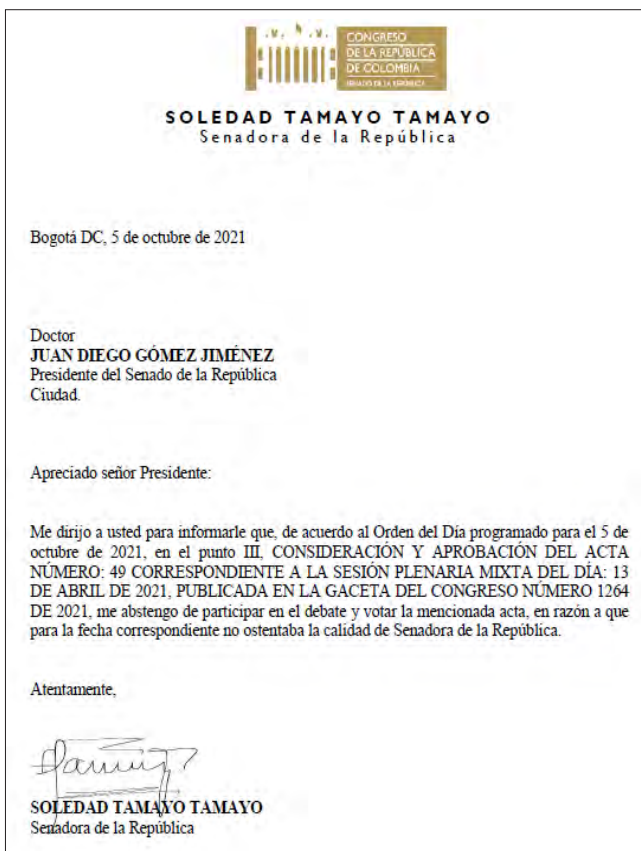 CONGRESO
DE LA REPÚBLICA
DE COLOMBIA
SENADO DE LA REPÚBLICA
SOLEDAD TAMAYO TAMAYO
Senadora de la República
Bogotá DC, 5 de octubre de 2021
Doctor
JUAN DIEGO GÓMEZ JIMÉNEZ
Presidente del Senado de la República
Ciudad.
Apreciado señor Presidente:
Me dirijo a usted para informarle que, de acuerdo al Orden del Día programado para el 5 de
octubre de 2021, en el punto III, CONSIDERACIÓN Y APROBACIÓN DEL ACTA
NÚMERO: 49 CORRESPONDIENTE A LA SESIÓN PLENARIA MIXTA DEL DÍA: 13
DE ABRIL DE 2021, PUBLICADA EN LA GACETA DEL CONGRESO NÚMERO 1264
DE 2021, me abstengo de participar en el debate y votar la mencionada acta, en razón a que
para la fecha correspondiente no ostentaba la calidad de Senadora de la República.
Atentamente,
SOLEDAD TAMAYO TAMAYO
Senadora de la República